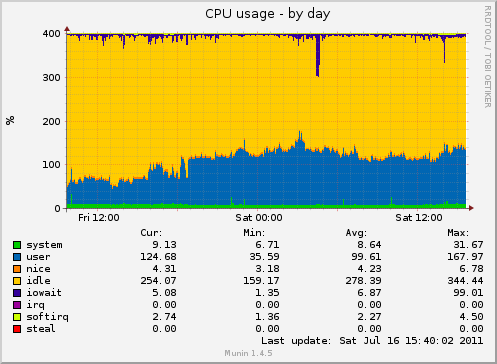 CPU usage - by day
RRDTOOL / TOBI OETIKER
%
400
300
200
100
0
Fri 12:00 Sat 00:00 Sat 12:00
Cur: Min: Avg: Max:
system 9.13 6.71 8.64 31.67
user 124.68 35.59 99.61 167.97
nice 4.31 3.18 4.23 6.78
idle 254.07 159.17 278.39 344.44
iowait 5.08 1.35 6.87 99.01
irq 0.00 0.00 0.00 0.00
softirq 2.74 1.36 2.27 4.50
steal 0.00 0.00 0.00 0.00
Last update: Sat Jul 16 15:40:02 2011
Munin 1.4.5